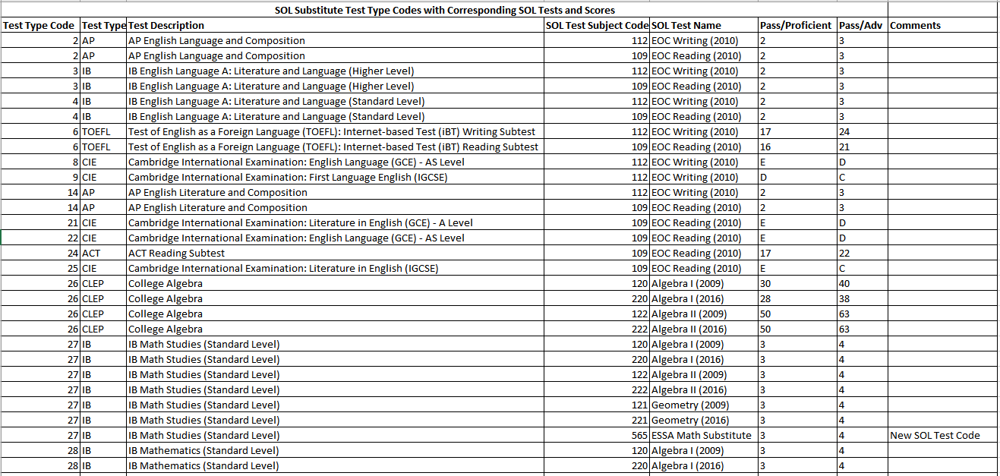 SOL Substitute Test Type Codes with Corresponding SOL Tests and Scores
Test Type Code Test Type Test Description SOL Test Subject Code SOL Test Name Pass/Proficient Pass/Adv Comments
2 AP AP English Language and Composition 112 EOC Writing (2010) 2 3
2 AP AP English Language and Composition 109 EOC Reading (2010) 2 3
3 IB IB English Language A: Literature and Language (Higher Level) 112 EOC Writing (2010) 2 3
3 IB IB English Language A: Literature and Language (Higher Level) 109 EOC Reading (2010) 2 3
4 IB IB English Language A: Literature and Language (Standard Level) 112 EOC Writing (2010) 2 3
4 IB IB English Language A: Literature and Language (Standard Level) 109 EOC Reading (2010) 2 3
6 TOEFL Test of English as a Foreign Language (TOEFL): Internet-based Test (iBT) Writing Subtest 112 EOC Writing (2010) 17 24
6 TOEFL Test of English as a Foreign Language (TOEFL): Internet-based Test (iBT) Reading Subtest 109 EOC Reading (2010) 16 21
8 CIE Cambridge International Examination: English Language (GCE) - AS Level 112 EOC Writing (2010) E D
9 CIE Cambridge International Examination: First Language English (IGCSE) 112 EOC Writing (2010) D C
14 AP AP English Literature and Composition 112 EOC Writing (2010) 2 3
14 AP AP English Literature and Composition 109 EOC Reading (2010) 2 3
21 CIE Cambridge International Examination: Literature in English (GCE) - A Level 109 EOC Reading (2010) E D
22 CIE Cambridge International Examination: English Language (GCE) - AS Level 109 EOC Reading (2010) E D
24 ACT ACT Reading Subtest 109 EOC Reading (2010) 17 22
25 CIE Cambridge International Examination: Literature in English (IGCSE) 109 EOC Reading (2010) E C
26 CLEP College Algebra 120 Algebra I (2009) 30 40
26 CLEP College Algebra 220 Algebra I (2016) 28 38
26 CLEP College Algebra 122 Algebra II (2009) 50 63
26 CLEP College Algebra 222 Algebra II (2016) 50 63
27 IB IB Math Studies (Standard Level) 120 Algebra I (2009) 3 4
27 IB IB Math Studies (Standard Level) 220 Algebra I (2016) 3 4
27 IB IB Math Studies (Standard Level) 122 Algebra II (2009) 3 4
27 IB IB Math Studies (Standard Level) 222 Algebra II (2016) 3 4
27 IB IB Math Studies (Standard Level) 121 Geometry (2009) 3 4
27 IB IB Math Studies (Standard Level) 221 Geometry (2016) 3 4
27 IB IB Math Studies (Standard Level) 565 ESSA Math Substitute 3 4 New SOL Test Code
28 IB IB Mathematics (Standard Level) 120 Algebra I (2009) 3 4
28 IB IB Mathematics (Standard Level) 220 Algebra I (2016) 3 4